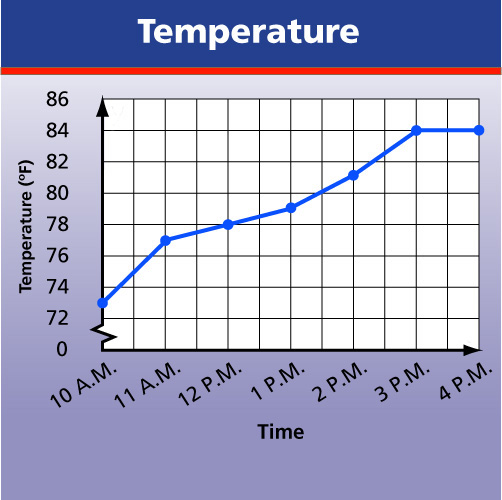 Temperature
86
84
82
80
78
76
74
72
0
Temperature (°F)
10 A.M.
11 A.M.
12 P.M.
1 P.M.
2 P.M.
3 P.M.
4 P.M.
Time